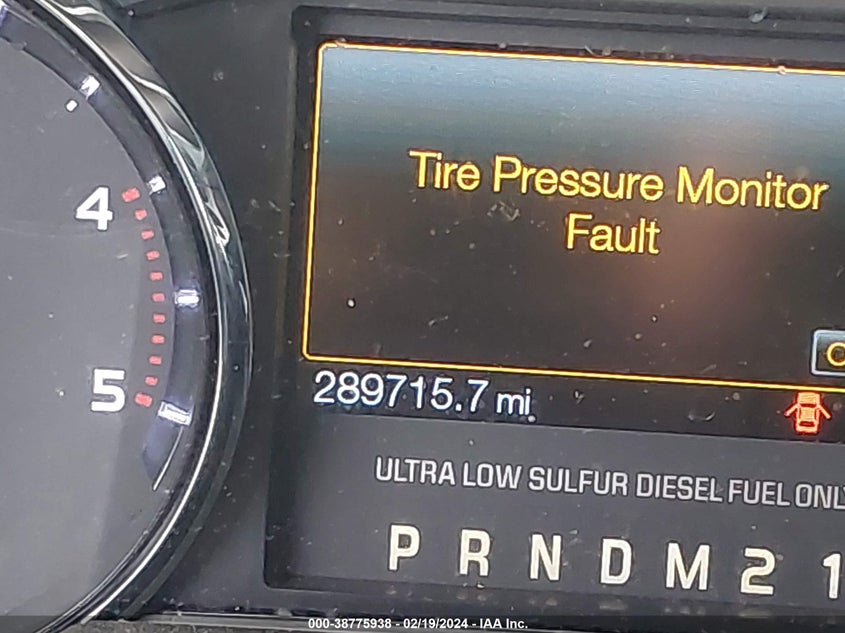 Tire Pressure Monitor
Fault
4
5
289715.7 mi
ULTRA LOW SULFUR DIESEL FUEL ONLY
P R N D M 2 1
000-38775938 - 02/19/2024 - IAA Inc.